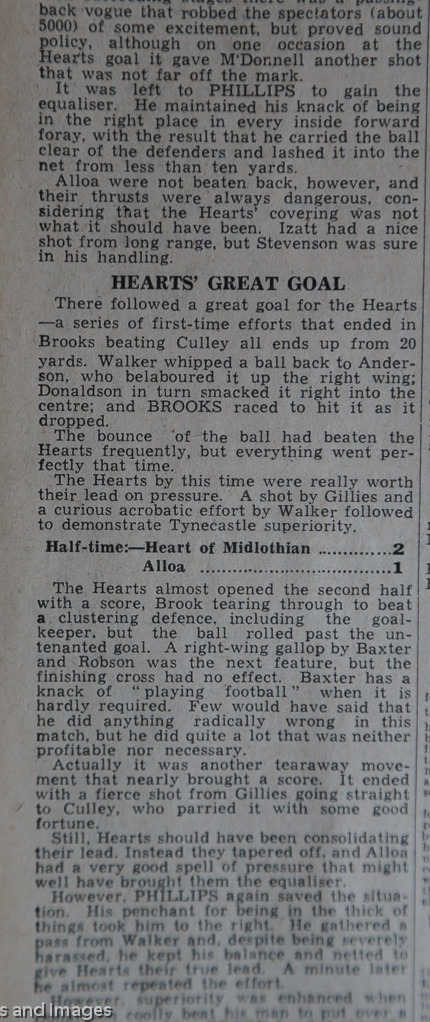 back vogue that robbed the spectators (about
5000) of some excitement, but proved sound
policy, although on one occasion at the
Hearts goal it gave M'Donnell another shot
that was not far off the mark.
It was left to PHILLIPS to gain the
equaliser. He maintained his knack of being
in the right place in every inside forward
foray, with the result that he carried the ball
clear of the defenders and lashed it into the
net from less than ten yards.
Alloa were not beaten back, however, and
their thrusts were always dangerous, con-
sidering that the Hearts' covering was not
what it should have been. Izatt had a nice
shot from long range, but Stevenson was sure
in his handling.
HEARTS' GREAT GOAL
There followed a great goal for the Hearts
—a series of first-time efforts that ended in
Brooks beating Culley all ends up from 20
yards. Walker whipped a ball back to Ander-
son, who belaboured it up the right wing;
Donaldson in turn smacked it right into the
centre; and BROOKS raced to hit it as it
dropped.
The bounce of the ball had beaten the
Hearts frequently, but everything went per-
fectly that time.
The Hearts by this time were really worth
their lead on pressure. A shot by Gillies and
a curious acrobatic effort by Walker followed
to demonstrate Tynecastle superiority.
Half-time:—Heart of Midlothian ............2
Alloa ................................1
The Hearts almost opened the second half
with a score, Brook tearing through to beat
a clustering defence, including the goal-
keeper, but the ball rolled past the un-
tenanted goal. A right-wing gallop by Baxter
and Robson was the next feature, but the
finishing cross had no effect. Baxter has a
knack of "playing football" when it is
hardly required. Few would have said that
he did anything radically wrong in this
match, but he did quite a lot that was neither
profitable nor necessary.
Actually it was another tearaway move-
ment that nearly brought a score. It ended
with a fierce shot from Gillies going straight
to Culley, who parried it with some good
fortune.
Still, Hearts should have been consolidating
their lead. Instead they tapered off, and Alloa
had a very good spell of pressure that might
well have brought them the equaliser.
However, PHILLIPS again saved the situa-
tion. His penchant for being in the thick of
things took him to the right. He gathered a
pass from Walker and, despite being severely
harassed, he kept his balance and netted to
give Hearts their true lead. A minute later
he almost repeated the effort.
However, superiority was enhanced when
coolly beat his man to put over a
s and Images